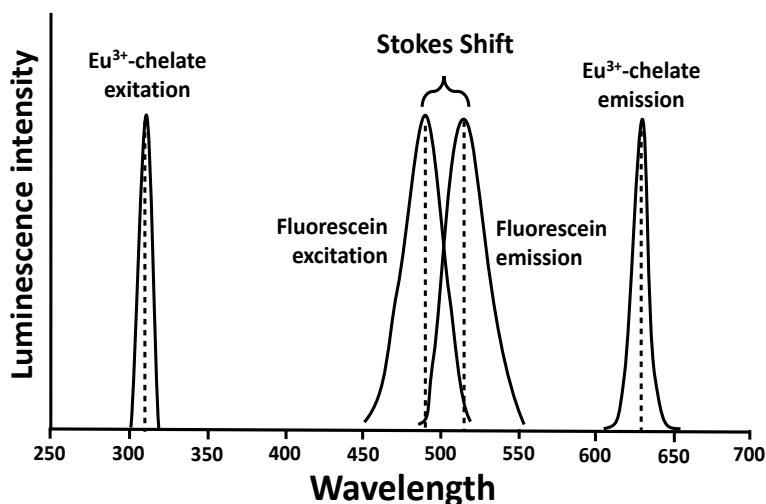 Luminescence intensity
Eu³⁺-chelate
exitation
Stokes Shift
Eu³⁺-chelate
emission
Fluorescein
excitation
Fluorescein
emission
250 300 350 400 450 500 550 600 650 700
Wavelength